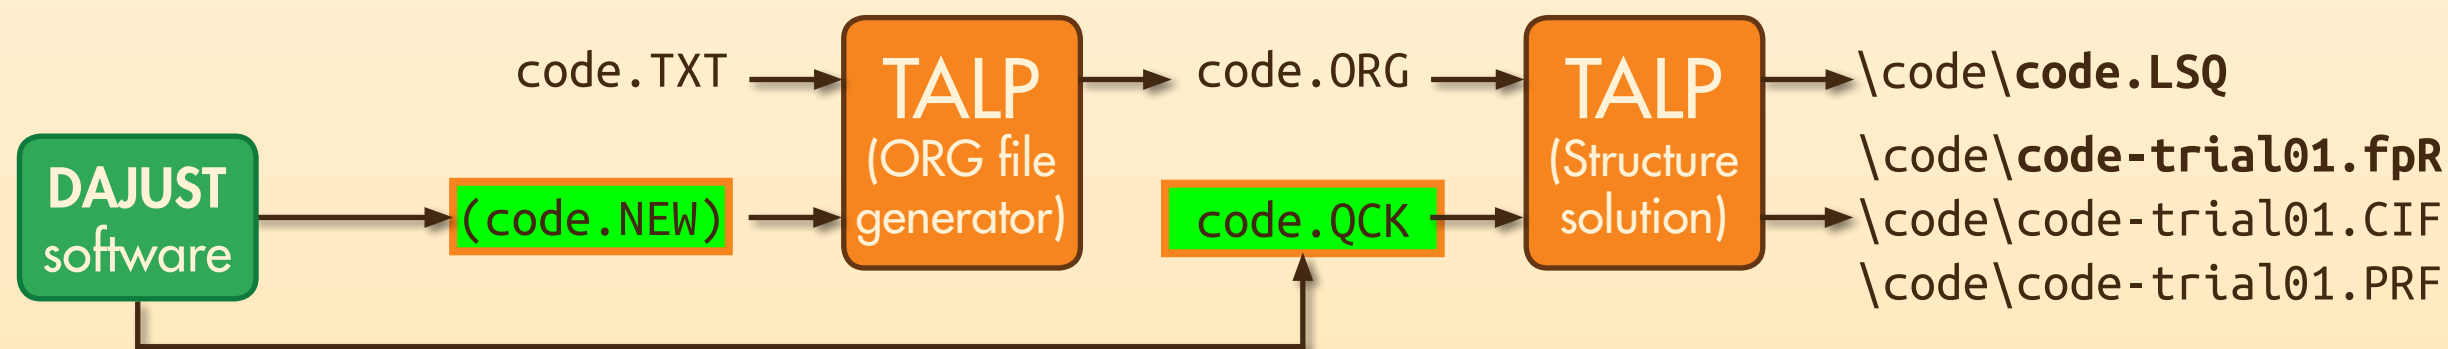 DAJUST
software
code.TXT
(code.NEW)
TALP
(ORG file
generator)
code.ORG
code.QCK
TALP
(Structure
solution)
\code\code.LSQ
\code\code-trial01.fpR
\code\code-trial01.CIF
\code\code-trial01.PRF